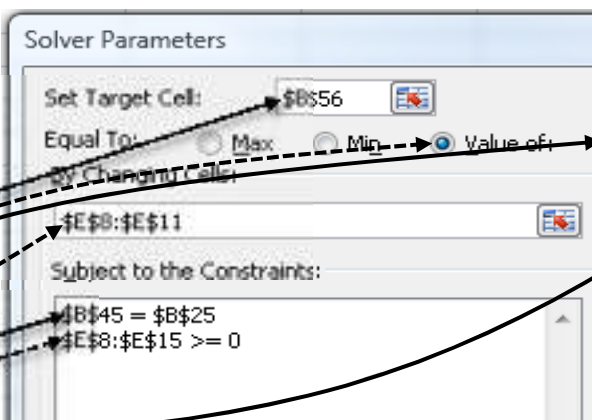 Solver Parameters
Set Target Cell: $B$56
Equal To: Max Min Value of:
By Changing Cells:
$E$8:$E$11
Subject to the Constraints:
$B$45 = $B$25
$E$8:$E$15 >= 0